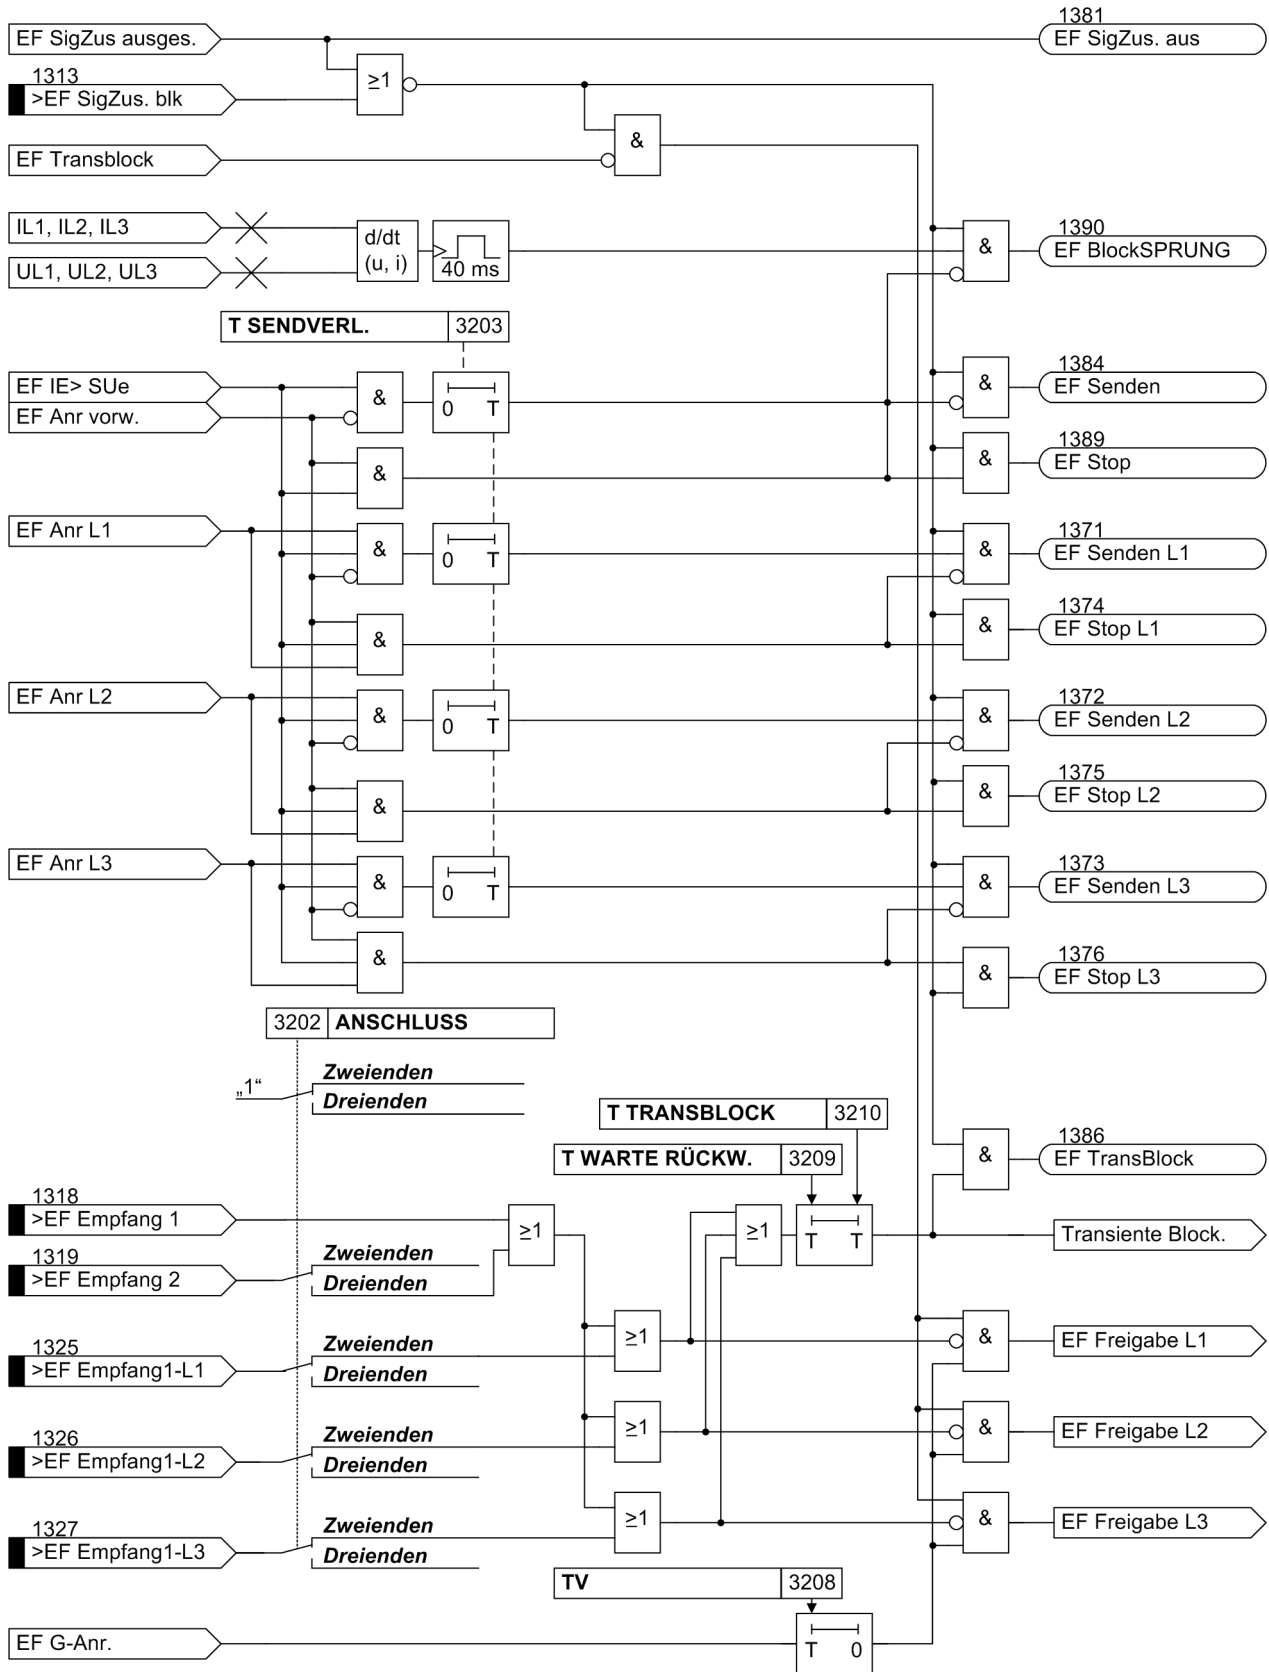 1381
EF SigZus ausges.
EF SigZus. aus
1313
>EF SigZus. blk
≥1
EF Transblock
&
IL1, IL2, IL3
UL1, UL2, UL3
d/dt
(u, i)
40 ms
&
1390
EF BlockSPRUNG
T SENDVERL. 3203
EF IE> SUe
EF Anr vorw.
&
0 T
&
1384
EF Senden
&
&
1389
EF Stop
EF Anr L1
&
0 T
&
1371
EF Senden L1
&
&
1374
EF Stop L1
EF Anr L2
&
0 T
&
1372
EF Senden L2
&
&
1375
EF Stop L2
EF Anr L3
&
0 T
&
1373
EF Senden L3
&
&
1376
EF Stop L3
3202 ANSCHLUSS
„1“
Zweienden
Dreienden
T TRANSBLOCK 3210
T WARTE RÜCKW. 3209
&
1386
EF TransBlock
1318
>EF Empfang 1
≥1
≥1
T T
Transiente Block.
1319
>EF Empfang 2
Zweienden
Dreienden
1325
>EF Empfang1-L1
Zweienden
Dreienden
≥1
&
EF Freigabe L1
1326
>EF Empfang1-L2
Zweienden
Dreienden
≥1
&
EF Freigabe L2
1327
>EF Empfang1-L3
Zweienden
Dreienden
≥1
&
EF Freigabe L3
TV 3208
EF G-Anr.
T 0